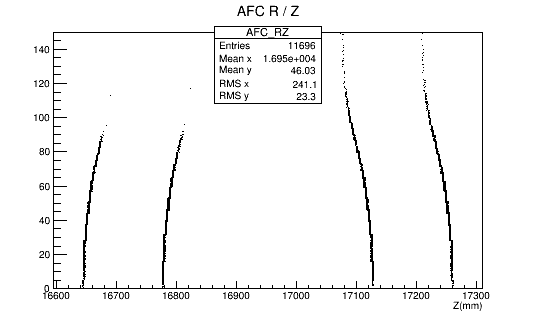 AFC R / Z
AFC_RZ
Entries 11696
Mean x 1.695e+004
Mean y 46.03
RMS x 241.1
RMS y 23.3
140
120
100
80
60
40
20
0
16600 16700 16800 16900 17000 17100 17200 17300
Z(mm)